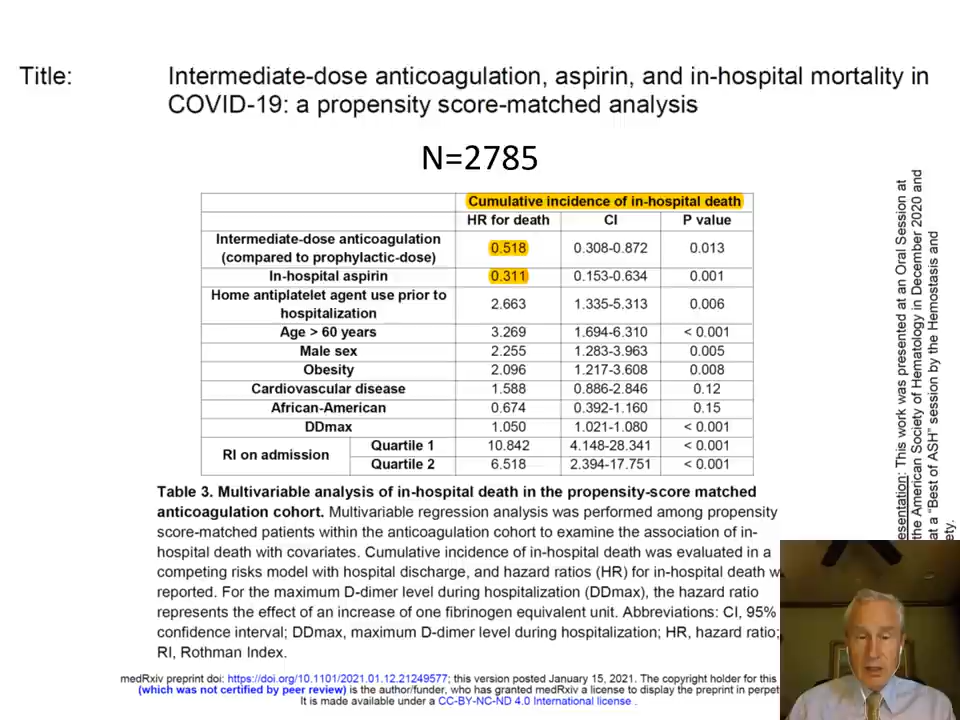 Title: Intermediate-dose anticoagulation, aspirin, and in-hospital mortality in
COVID-19: a propensity score-matched analysis
N=2785
Cumulative incidence of in-hospital death
HR for death CI P value
Intermediate-dose anticoagulation
(compared to prophylactic-dose) 0.518 0.308-0.872 0.013
In-hospital aspirin 0.311 0.153-0.634 0.001
Home antiplatelet agent use prior to
hospitalization 2.663 1.335-5.313 0.006
Age > 60 years 3.269 1.694-6.310 < 0.001
Male sex 2.255 1.283-3.963 0.005
Obesity 2.096 1.217-3.608 0.008
Cardiovascular disease 1.588 0.886-2.846 0.12
African-American 0.674 0.392-1.160 0.15
DDmax 1.050 1.021-1.080 < 0.001
RI on admission Quartile 1 10.842 4.148-28.341 < 0.001
Quartile 2 6.518 2.394-17.751 < 0.001
Table 3. Multivariable analysis of in-hospital death in the propensity-score matched
anticoagulation cohort. Multivariable regression analysis was performed among propensity
score-matched patients within the anticoagulation cohort to examine the association of in-
hospital death with covariates. Cumulative incidence of in-hospital death was evaluated in a
competing risks model with hospital discharge, and hazard ratios (HR) for in-hospital death w
reported. For the maximum D-dimer level during hospitalization (DDmax), the hazard ratio
represents the effect of an increase of one fibrinogen equivalent unit. Abbreviations: CI, 95%
confidence interval; DDmax, maximum D-dimer level during hospitalization; HR, hazard ratio;
RI, Rothman Index.
medRxiv preprint doi: https://doi.org/10.1101/2021.01.12.21249577; this version posted January 15, 2021. The copyright holder for this
(which was not certified by peer review) is the author/funder, who has granted medRxiv a license to display the preprint in perpet
It is made available under a CC-BY-NC-ND 4.0 International license .
esentation: This work was presented at an Oral Session at
the American Society of Hematology in December 2020 and
at a "Best of ASH" session by the Hemostasis and
ety.